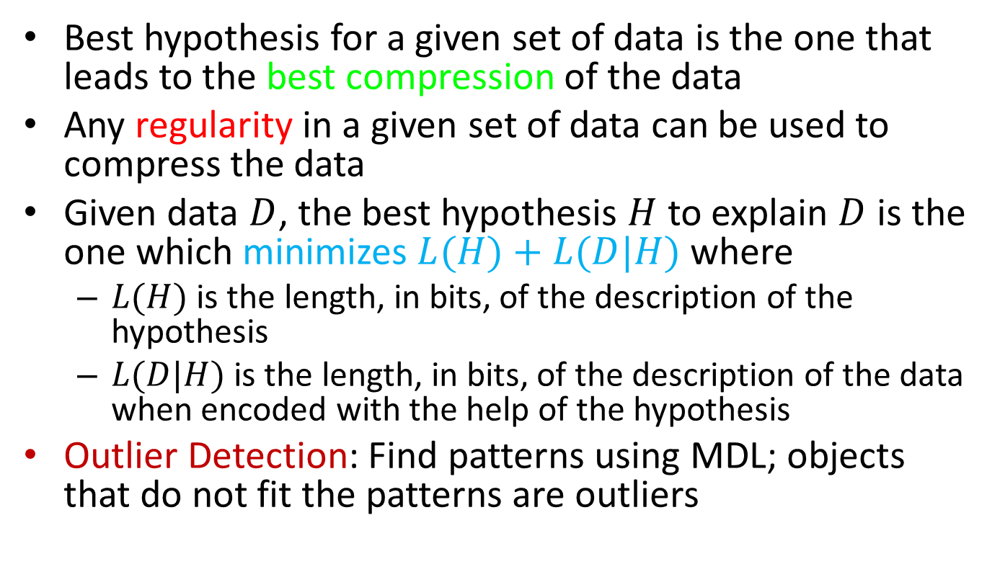 • Best hypothesis for a given set of data is the one that
leads to the best compression of the data
• Any regularity in a given set of data can be used to
compress the data
• Given data D, the best hypothesis H to explain D is the
one which minimizes L(H) + L(D|H) where
– L(H) is the length, in bits, of the description of the
hypothesis
– L(D|H) is the length, in bits, of the description of the data
when encoded with the help of the hypothesis
• Outlier Detection: Find patterns using MDL; objects
that do not fit the patterns are outliers